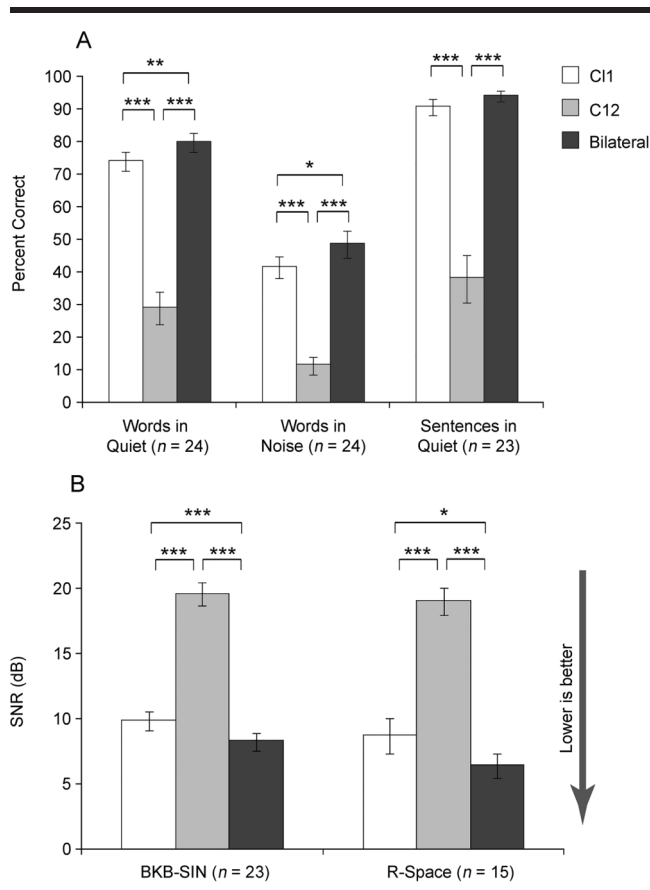 A
** 
*** ***
*
*** ***
*** ***
100
90
80
70
60
50
40
30
20
10
0
Percent Correct
CI1
C12
Bilateral
Words in
Quiet (n = 24)
Words in
Noise (n = 24)
Sentences in
Quiet (n = 23)
B
***
*** ***
*
*** ***
25
20
15
10
5
0
SNR (dB)
Lower is better
BKB-SIN (n = 23)
R-Space (n = 15)